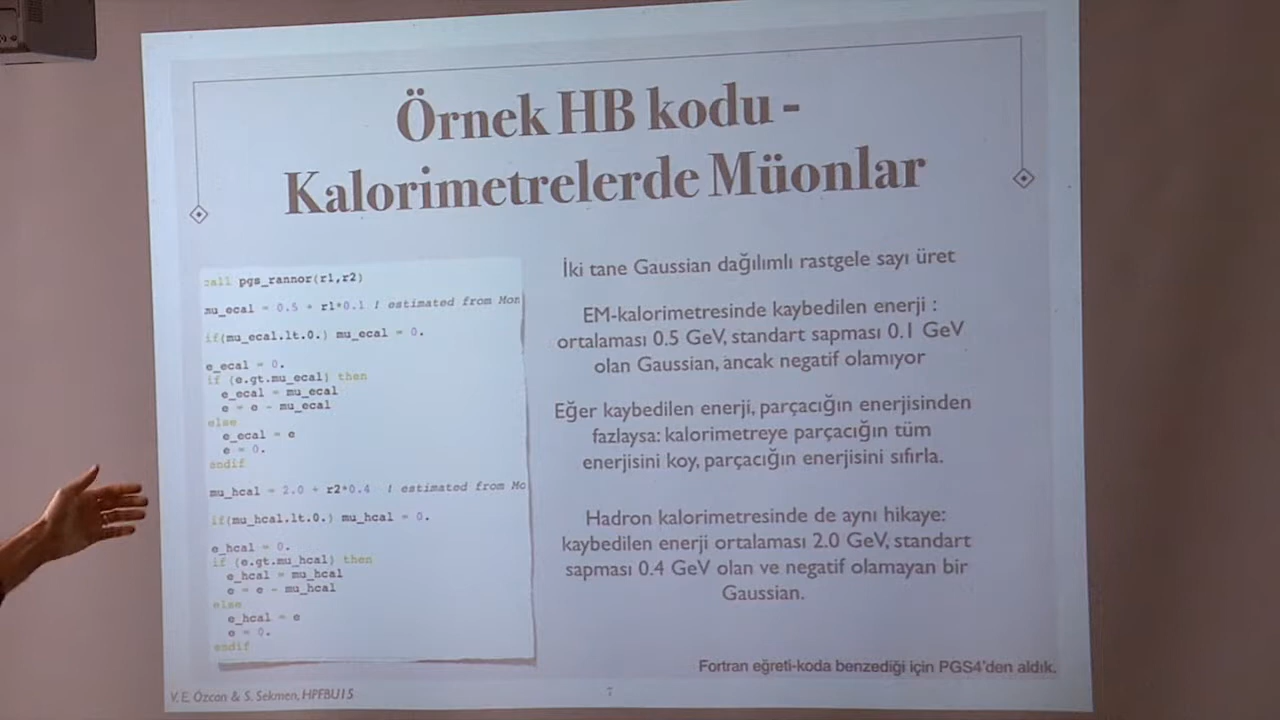 Örnek HB kodu -
Kalorimetrelerde Müonlar
call pgs_rannor(r1,r2)
mu_ecal = 0.5 + r1*0.1 ! estimated from Mon
if(mu_ecal.lt.0.) mu_ecal = 0.
e_ecal = 0.
if (e.gt.mu_ecal) then
e_ecal = mu_ecal
e = e - mu_ecal
else
e_ecal = e
e = 0.
endif
mu_hcal = 2.0 + r2*0.4 ! estimated from Mo
if(mu_hcal.lt.0.) mu_hcal = 0.
e_hcal = 0.
if (e.gt.mu_hcal) then
e_hcal = mu_hcal
e = e - mu_hcal
else
e_hcal = e
e = 0.
endif
İki tane Gaussian dağılımlı rastgele sayı üret
EM-kalorimetresinde kaybedilen enerji :
ortalaması 0.5 GeV, standart sapması 0.1 GeV
olan Gaussian, ancak negatif olamıyor
Eğer kaybedilen enerji, parçacığın enerjisinden
fazlaysa: kalorimetreye parçacığın tüm
enerjisini koy, parçacığın enerjisini sıfırla.
Hadron kalorimetresinde de aynı hikaye:
kaybedilen enerji ortalaması 2.0 GeV, standart
sapması 0.4 GeV olan ve negatif olamayan bir
Gaussian.
Fortran eğreti-koda benzediği için PGS4'den aldık.
V. E. Özcan & S. Sekmen, HPFBU15
7